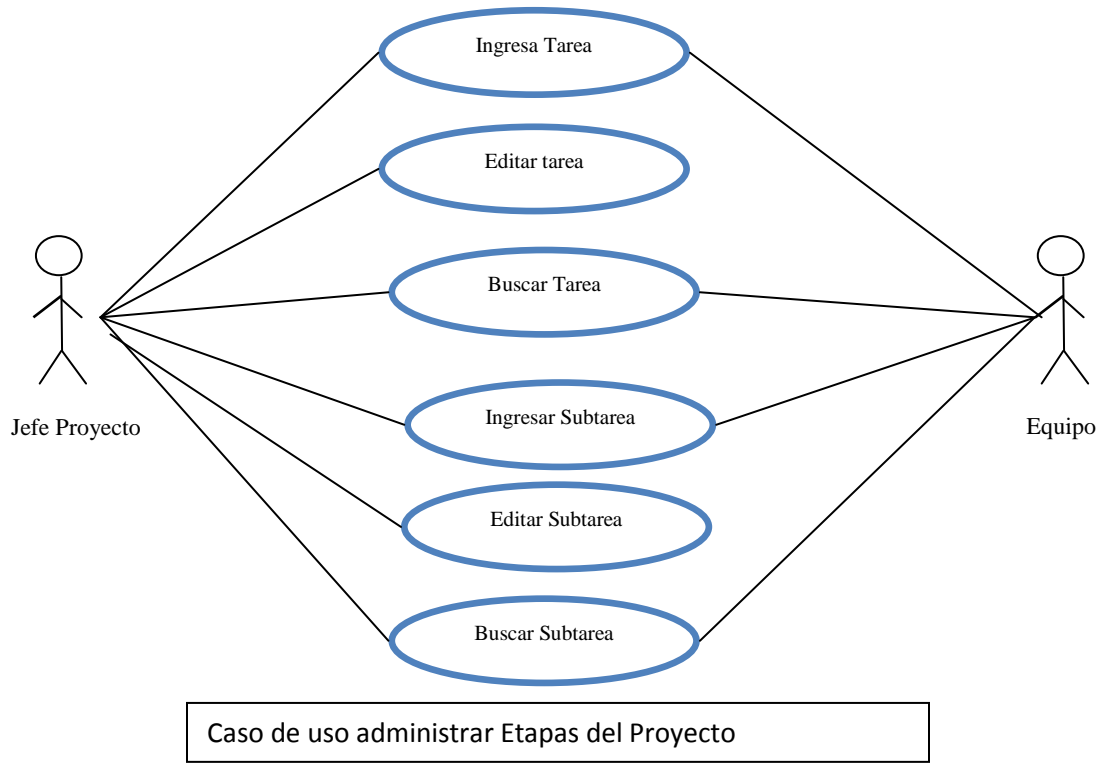 Ingresa Tarea
Editar tarea
Buscar Tarea
Ingresar Subtarea
Jefe Proyecto
Equipo
Editar Subtarea
Buscar Subtarea
Caso de uso administrar Etapas del Proyecto